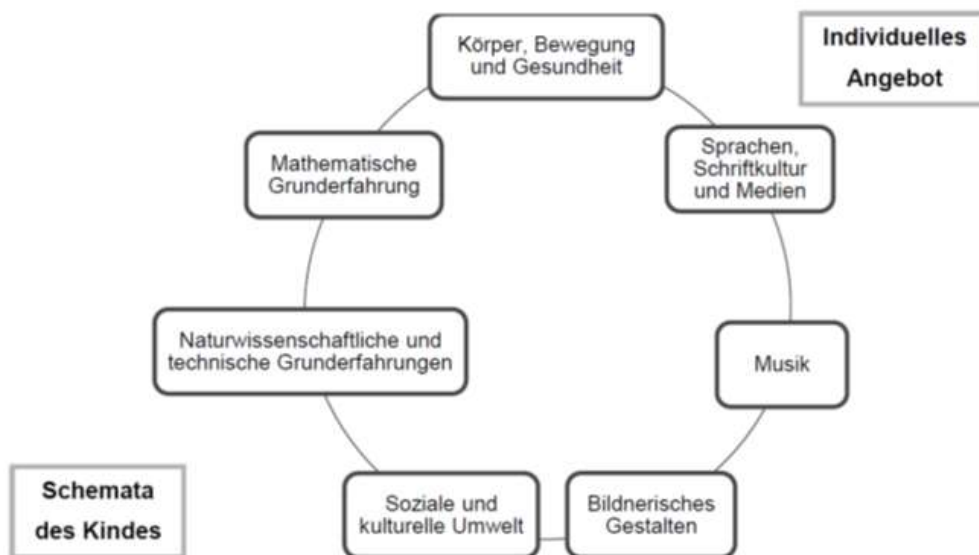 Körper, Bewegung
und Gesundheit
Individuelles
Angebot
Sprachen,
Schriftkultur
und Medien
Musik
Bildnerisches
Gestalten
Soziale und
kulturelle Umwelt
Naturwissenschaftliche und
technische Grunderfahrungen
Mathematische
Grunderfahrung
Schemata
des Kindes